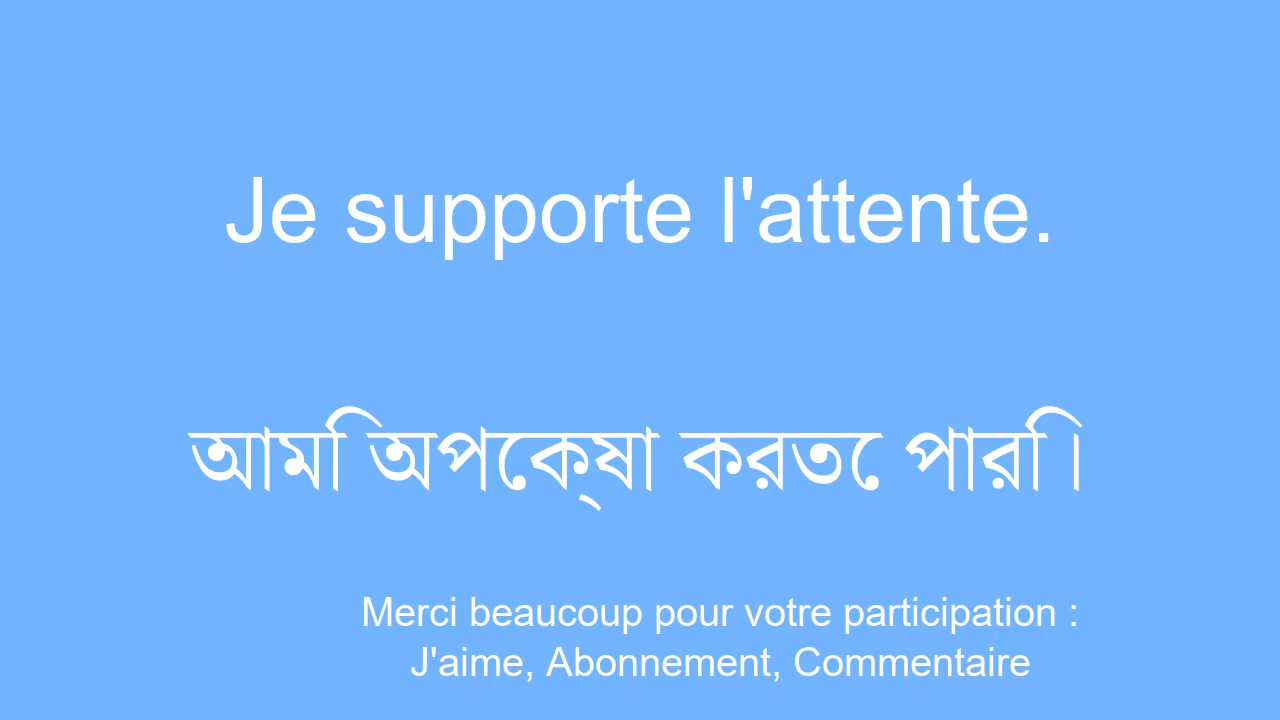 Je supporte l'attente.
আমি অপেক্ষা করতে পারি।
Merci beaucoup pour votre participation :
J'aime, Abonnement, Commentaire